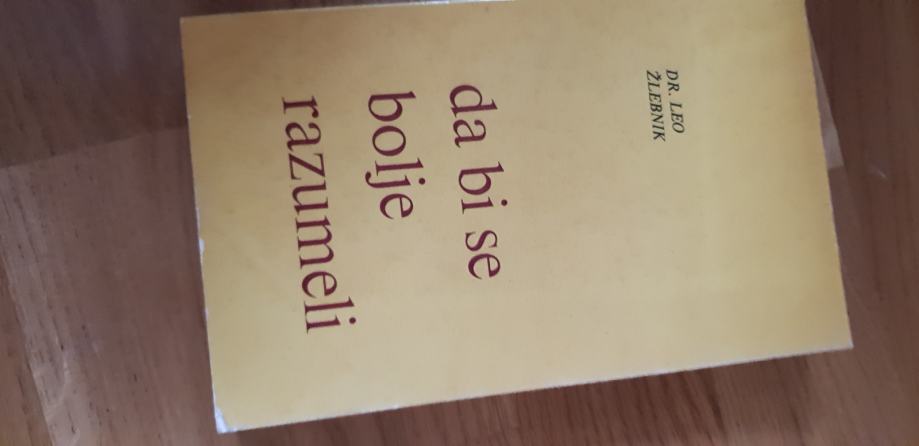 DR. LEO
ŽLEBNIK
da bi se
bolje
razumeli